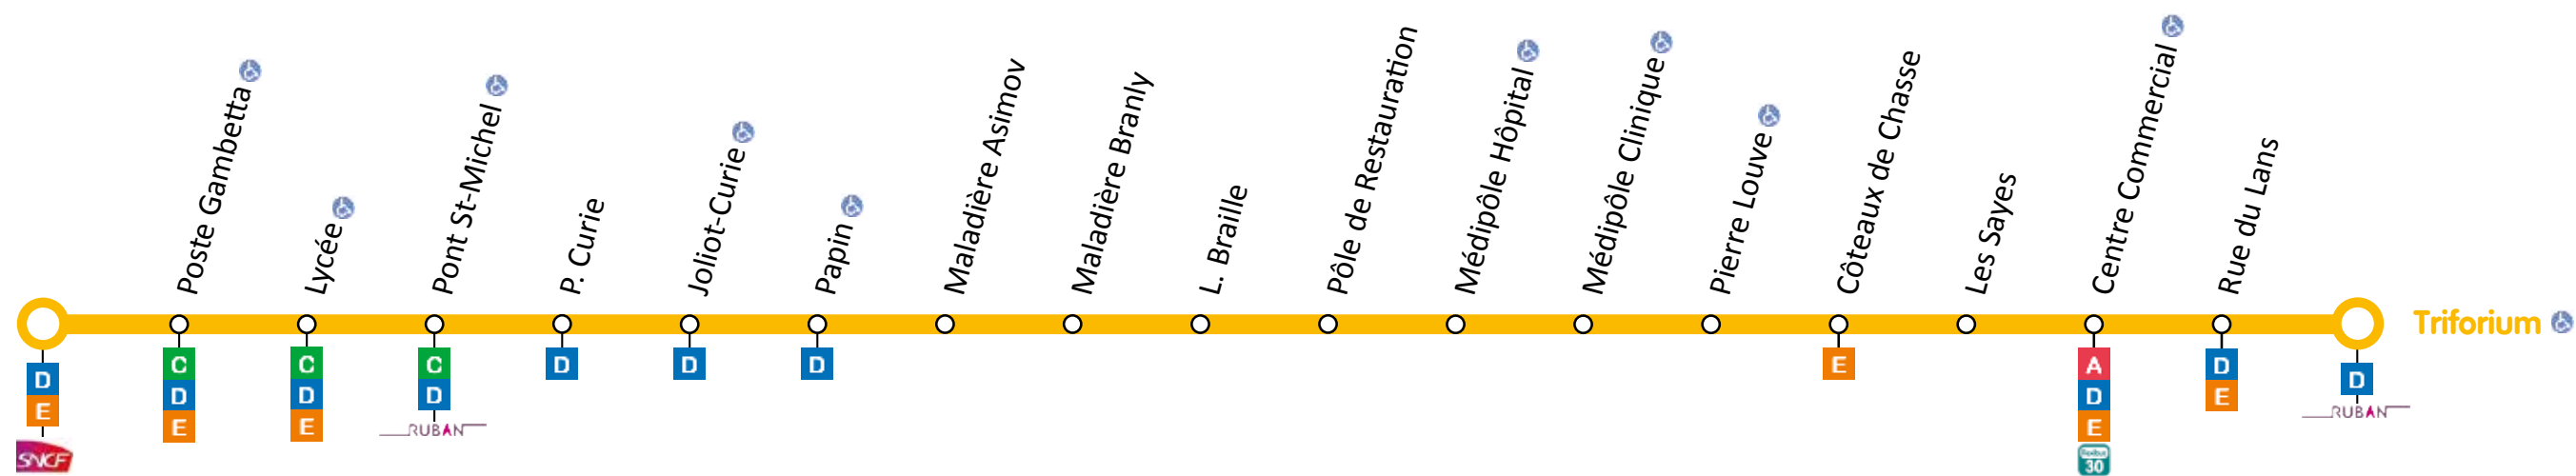 Poste Gambetta
Lycée
Pont St-Michel
P. Curie
Joliot-Curie
Papin
Maladière Asimov
Maladière Branly
L. Braille
Pôle de Restauration
Médipôle Hôpital
Médipôle Clinique
Pierre Louve
Côteaux de Chasse
Les Sayes
Centre Commercial
Rue du Lans
Triforium
D
E
SNCF
C
D
E
C
D
E
C
D
RUBAN
D
D
D
E
A
D
E
30
D
E
D
RUBAN